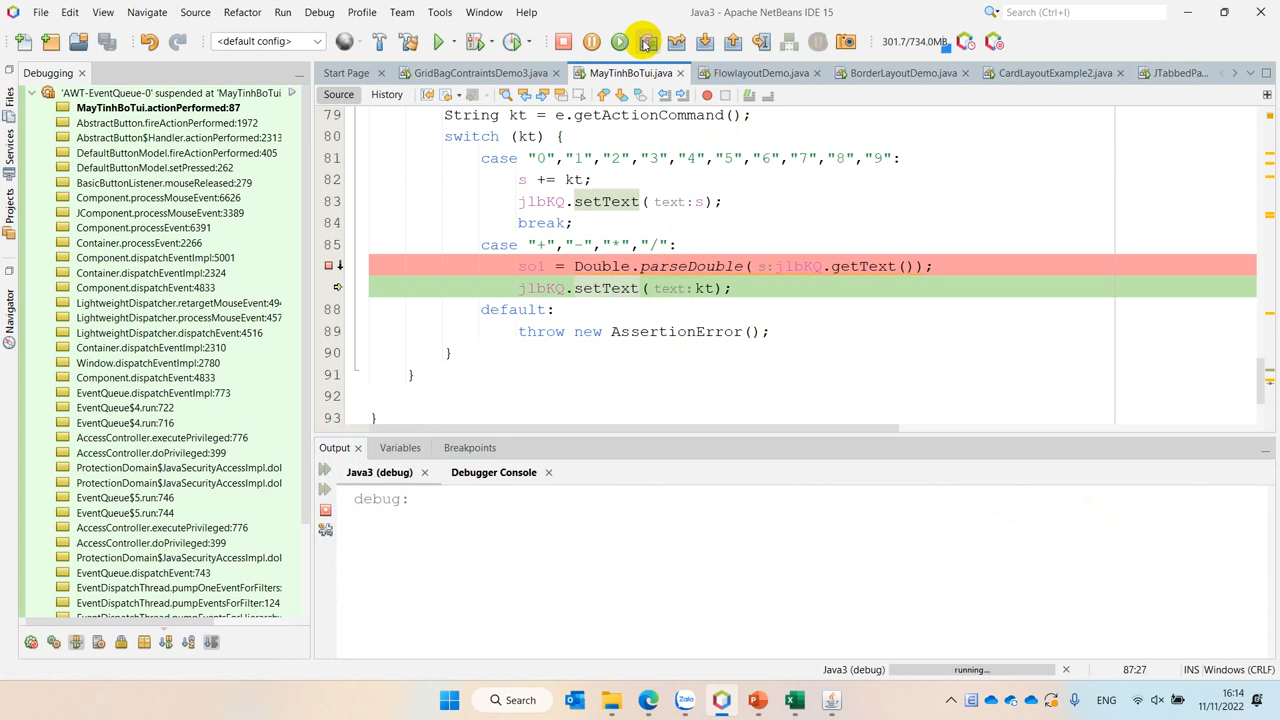 File Edit View Navigate Source Refactor Run Debug Profile Team Tools Window Help
Java3 - Apache NetBeans IDE 15
Search (Ctrl+I)
<default config>
301.7/734.0MB
Debugging
Start Page
GridBagContraintsDemo3.java
MayTinhBoTui.java
FlowlayoutDemo.java
BorderLayoutDemo.java
CardLayoutExample2.java
JTabbedPa...
Files
Services
Projects
Navigator
'AWT-EventQueue-0' suspended at 'MayTinhBoTui
MayTinhBoTui.actionPerformed:87
AbstractButton.fireActionPerformed:1972
AbstractButton$Handler.actionPerformed:2313
DefaultButtonModel.fireActionPerformed:405
DefaultButtonModel.setPressed:262
BasicButtonListener.mouseReleased:279
Component.processMouseEvent:6626
JComponent.processMouseEvent:3389
Component.processEvent:6391
Container.processEvent:2266
Component.dispatchEventImpl:5001
Container.dispatchEventImpl:2324
Component.dispatchEvent:4833
LightweightDispatcher.retargetMouseEvent:494
LightweightDispatcher.processMouseEvent:457
LightweightDispatcher.dispatchEvent:4516
Container.dispatchEventImpl:2310
Window.dispatchEventImpl:2780
Component.dispatchEvent:4833
EventQueue.dispatchEventImpl:773
EventQueue$4.run:722
EventQueue$4.run:716
AccessController.executePrivileged:776
AccessController.doPrivileged:399
ProtectionDomain$JavaSecurityAccessImpl.doI
ProtectionDomain$JavaSecurityAccessImpl.doI
EventQueue$5.run:746
EventQueue$5.run:744
AccessController.executePrivileged:776
AccessController.doPrivileged:399
ProtectionDomain$JavaSecurityAccessImpl.doI
EventQueue.dispatchEvent:743
EventDispatchThread.pumpOneEventForFilters:
EventDispatchThread.pumpEventsForFilter:124
EventDispatchThread.pumpEventsForHierarchy
Source History
79 String kt = e.getActionCommand();
80 switch (kt) {
81 case "0","1","2","3","4","5","6","7","8","9":
82 s += kt;
83 jlbKQ.setText(text:s);
84 break;
85 case "+","-","*","/":
so1 = Double.parseDouble(s:jlbKQ.getText());
jlbKQ.setText(text:kt);
88 default:
89 throw new AssertionError();
90 }
91 }
92
93 }
Output Variables Breakpoints
Java3 (debug) Debugger Console
debug:
Java3 (debug) running... 87:27 INS Windows (CRLF)
Search
Zalo
ENG
16:14
11/11/2022